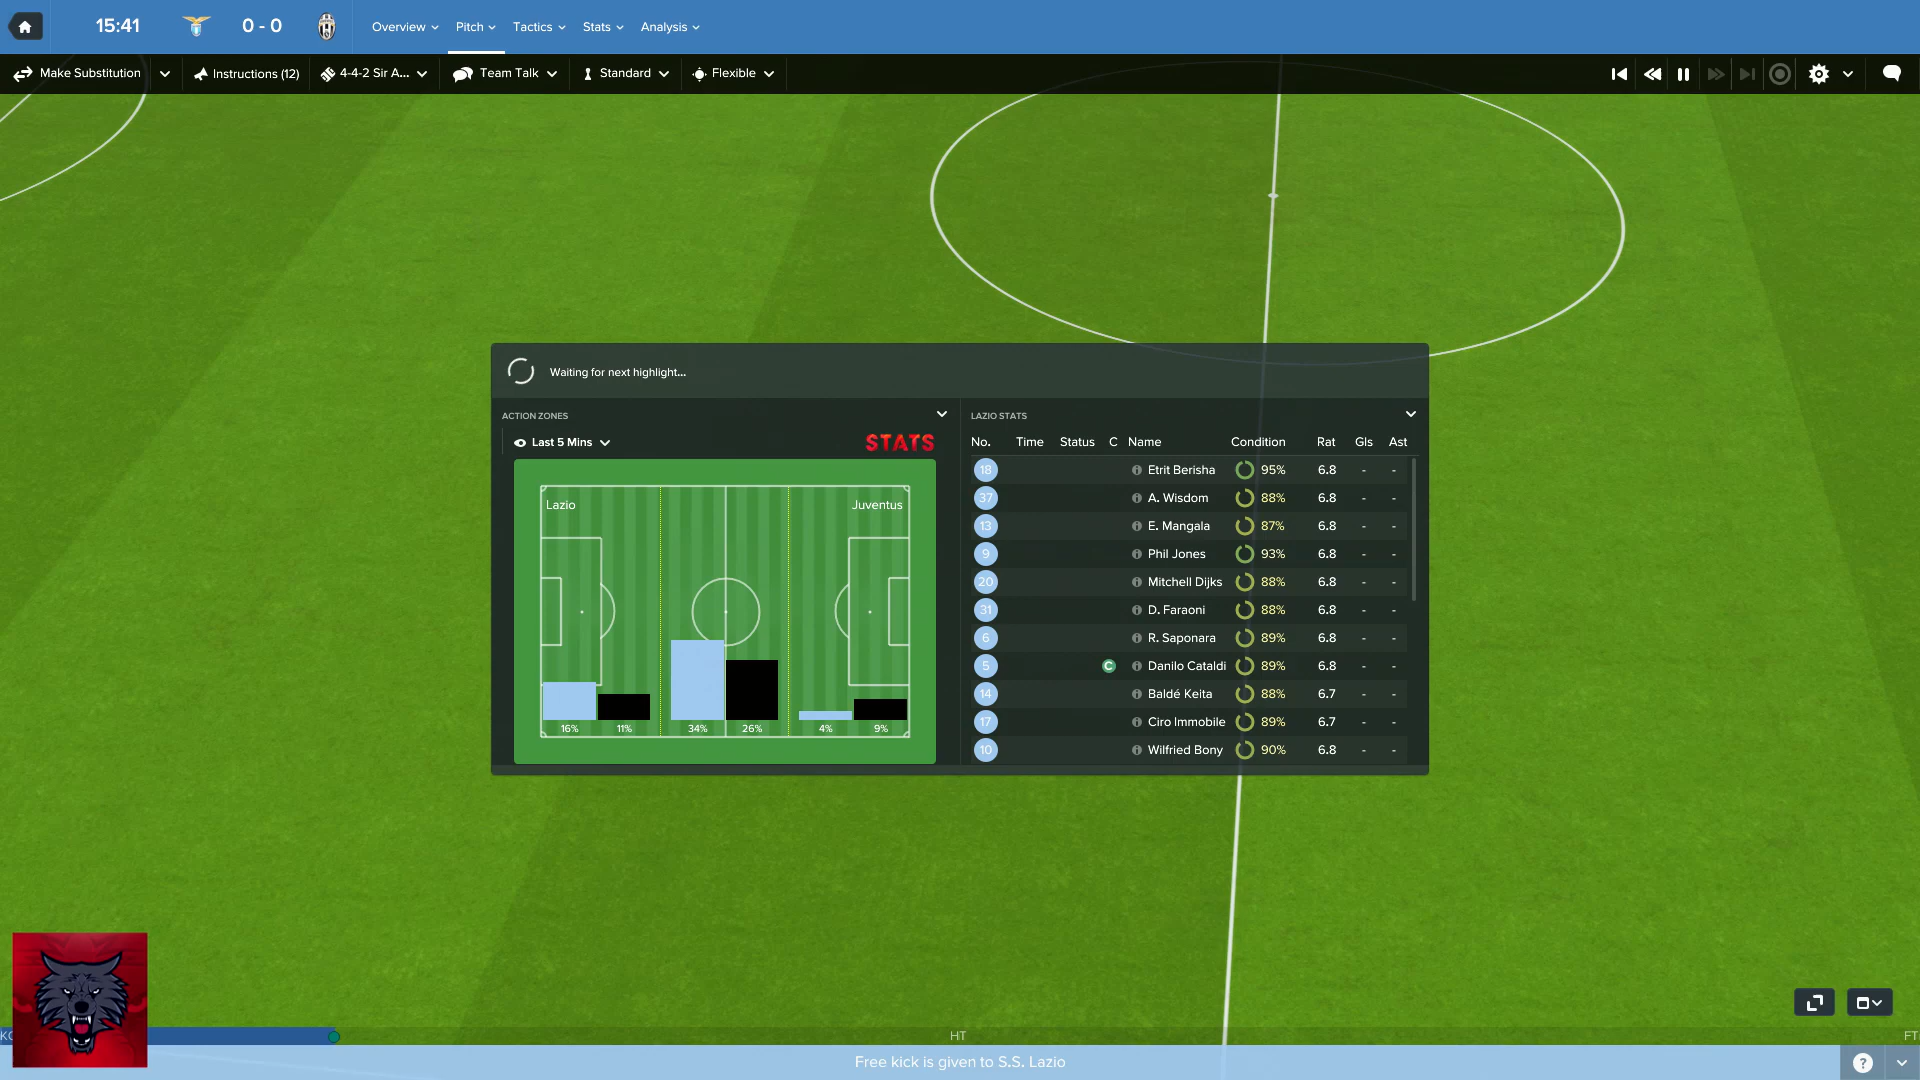 15:41 0 - 0 Overview Pitch Tactics Stats Analysis
Make Substitution Instructions (12) 4-4-2 Sir A... Team Talk Standard Flexible
Waiting for next highlight...
ACTION ZONES
Last 5 Mins STATS
Lazio Juventus
16% 11% 34% 26% 4% 9%
LAZIO STATS
No. Time Status C Name Condition Rat Gls Ast
18 Etrit Berisha 95% 6.8 - -
37 A. Wisdom 88% 6.8 - -
13 E. Mangala 87% 6.8 - -
9 Phil Jones 93% 6.8 - -
20 Mitchell Dijks 88% 6.8 - -
31 D. Faraoni 88% 6.8 - -
6 R. Saponara 89% 6.8 - -
5 C Danilo Cataldi 89% 6.8 - -
14 Baldé Keita 88% 6.7 - -
17 Ciro Immobile 89% 6.7 - -
10 Wilfried Bony 90% 6.8 - -
HT FT
Free kick is given to S.S. Lazio ?